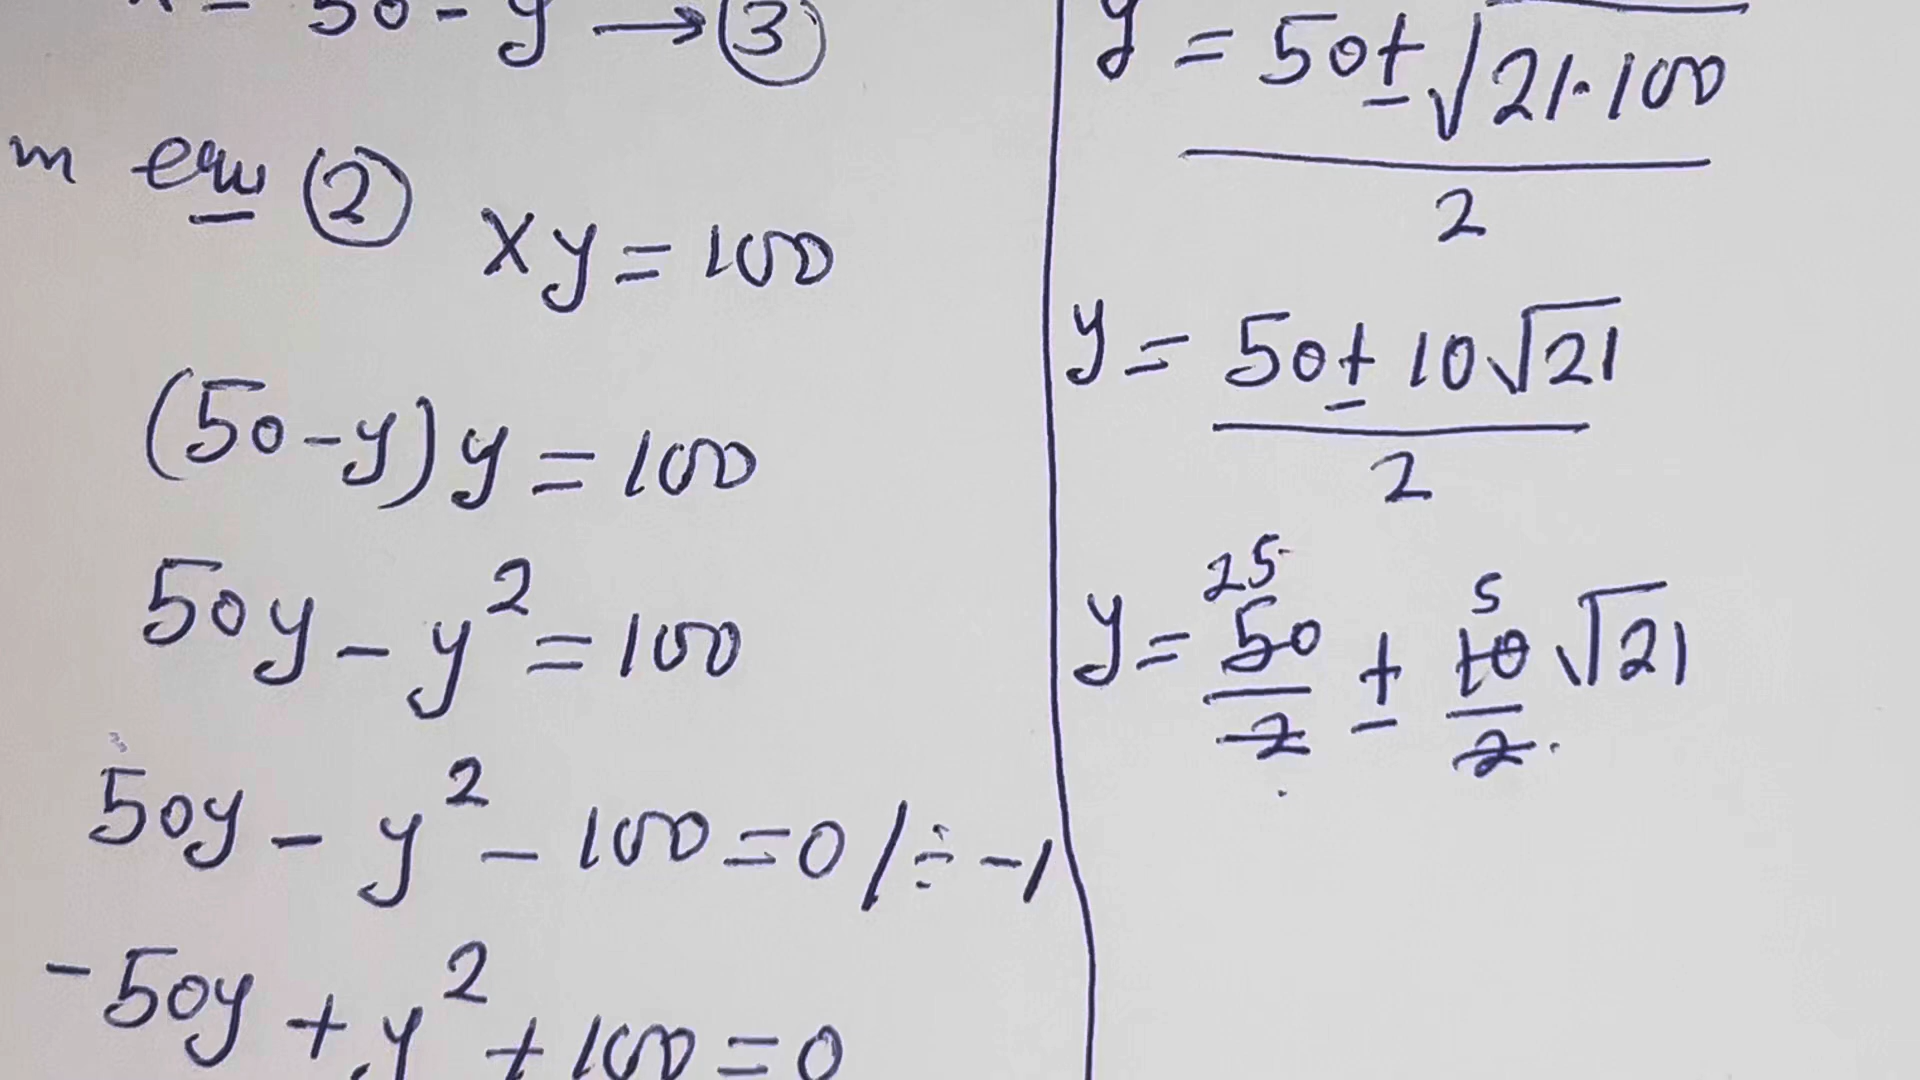 x = 50 - y → ③
m eqn ② xy = 100
(50 - y) y = 100
50y - y² = 100
50y - y² - 100 = 0 / ÷ -1
-50y + y² + 100 = 0
y = (50 ± √21·100) / 2
y = (50 ± 10√21) / 2
25 5
y = 50/2 ± 10/2 √21